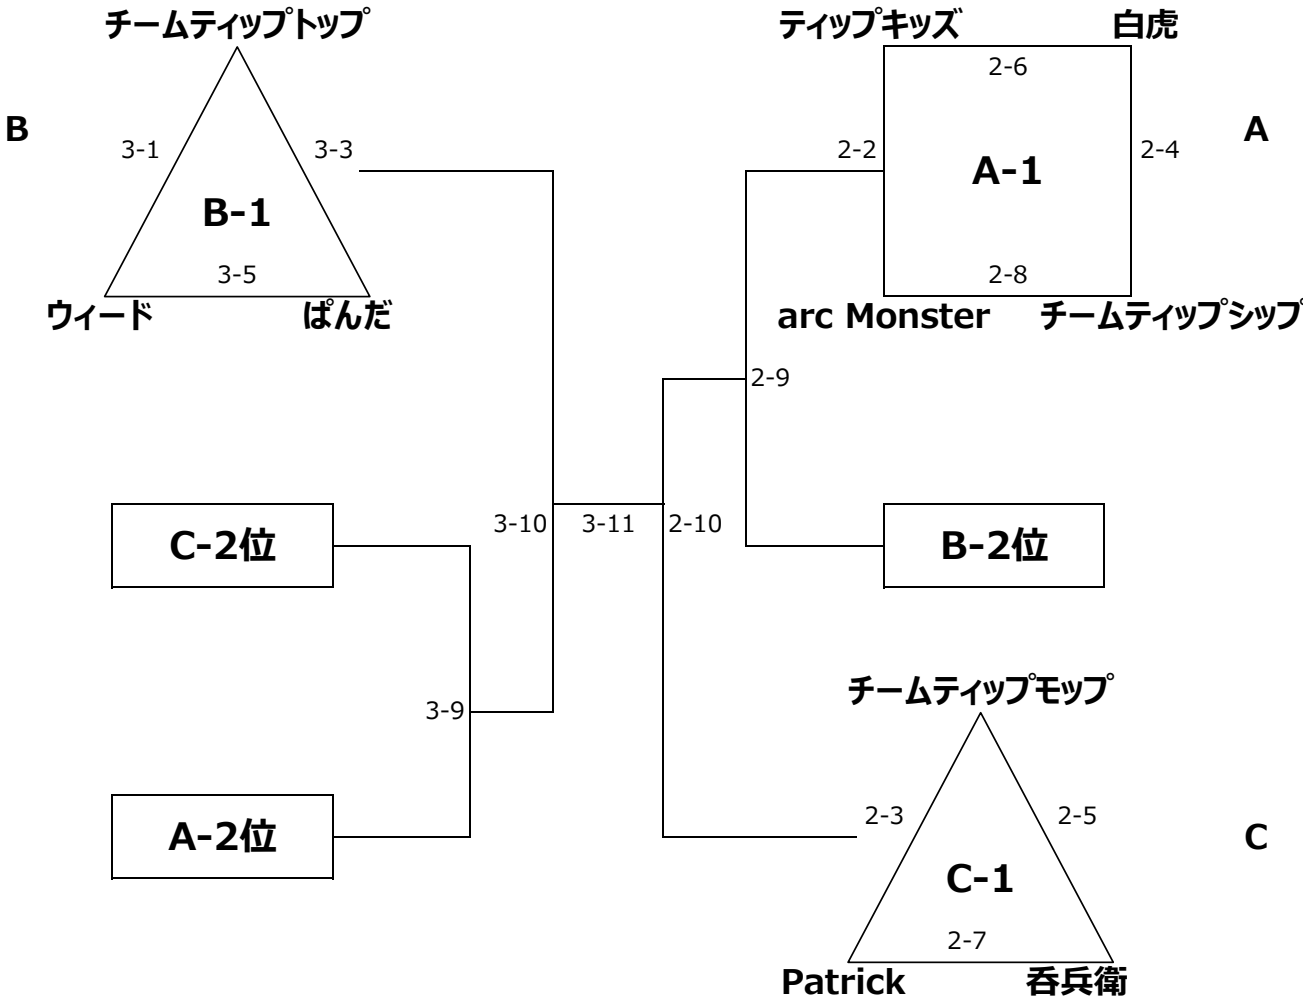 チームティップトップ
ティップキッズ 白虎
2-6
B
A
3-1 3-3
2-2 2-4
A-1
B-1
3-5
2-8
ウィード ぱんだ
arc Monster チームティップシップ
2-9
3-10 3-11 2-10
C-2位
B-2位
チームティップモップ
3-9
2-3 2-5
A-2位
C
C-1
2-7
Patrick 呑兵衛